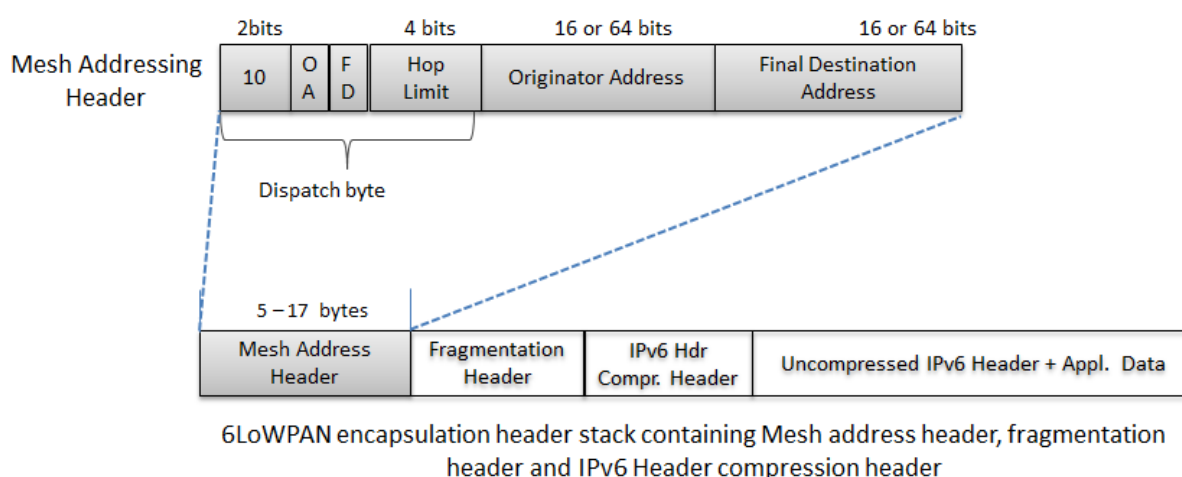 2bits 4 bits 16 or 64 bits 16 or 64 bits
Mesh Addressing
Header
10
O
A
F
D
Hop
Limit
Originator Address
Final Destination
Address
Dispatch byte
5 – 17 bytes
Mesh Address
Header
Fragmentation
Header
IPv6 Hdr
Compr. Header
Uncompressed IPv6 Header + Appl. Data
6LoWPAN encapsulation header stack containing Mesh address header, fragmentation
header and IPv6 Header compression header